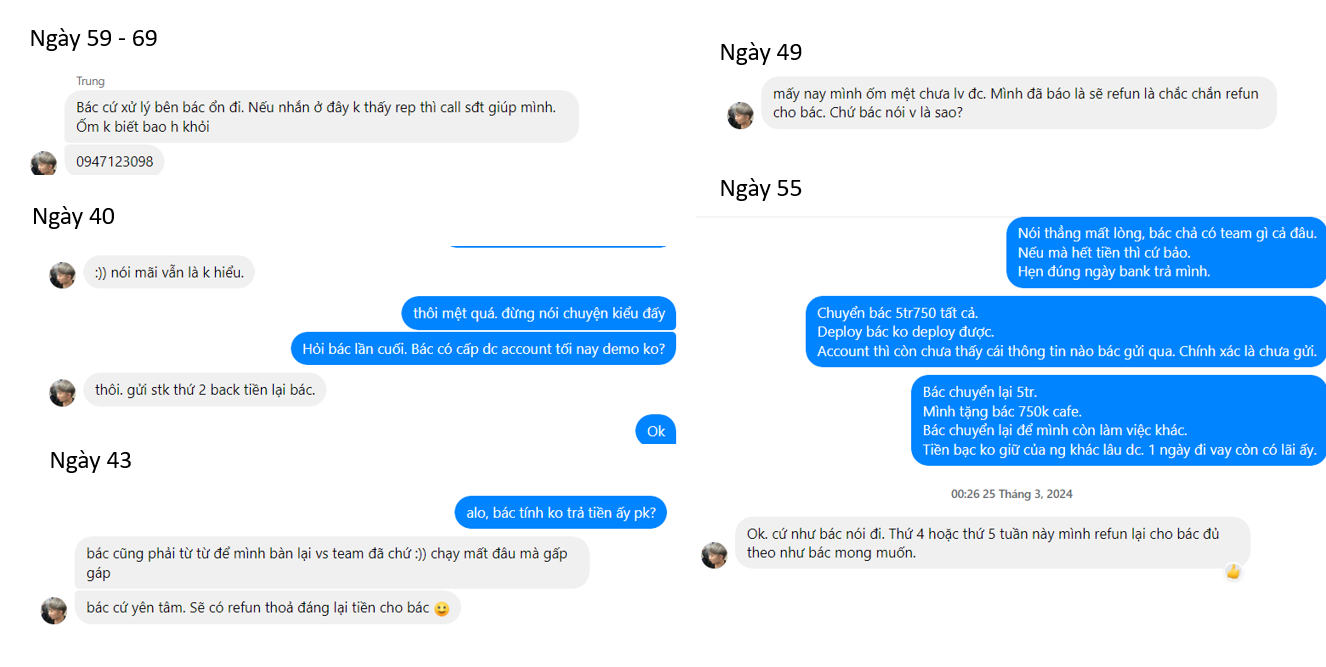 Ngày 59 - 69
Trung
Bác cứ xử lý bên bác ổn đi. Nếu nhắn ở đây k thấy rep thì call sđt giúp mình.
Ốm k biết bao h khỏi
0947123098
Ngày 40
:)) nói mãi vẫn là k hiểu.
thôi mệt quá. đừng nói chuyện kiểu đấy
Hỏi bác lần cuối. Bác có cấp dc account tối nay demo ko?
thôi. gửi stk thứ 2 back tiền lại bác.
Ok
Ngày 43
alo, bác tính ko trả tiền ấy pk?
bác cũng phải từ từ để mình bàn lại vs team đã chứ :)) chạy mất đâu mà gấp
gáp
bác cứ yên tâm. Sẽ có refun thoả đáng lại tiền cho bác 🙂
Ngày 49
mấy nay mình ốm mệt chưa lv đc. Mình đã báo là sẽ refun là chắc chắn refun
cho bác. Chứ bác nói v là sao?
Ngày 55
Nói thẳng mất lòng, bác chả có team gì cả đâu.
Nếu mà hết tiền thì cứ bảo.
Hẹn đúng ngày bank trả mình.
Chuyển bác 5tr750 tất cả.
Deploy bác ko deploy được.
Account thì còn chưa thấy cái thông tin nào bác gửi qua. Chính xác là chưa gửi.
Bác chuyển lại 5tr.
Mình tặng bác 750k cafe.
Bác chuyển lại để mình còn làm việc khác.
Tiền bạc ko giữ của ng khác lâu dc. 1 ngày đi vay còn có lãi ấy.
00:26 25 Tháng 3, 2024
Ok. cứ như bác nói đi. Thứ 4 hoặc thứ 5 tuần này mình refun lại cho bác đủ
theo như bác mong muốn.